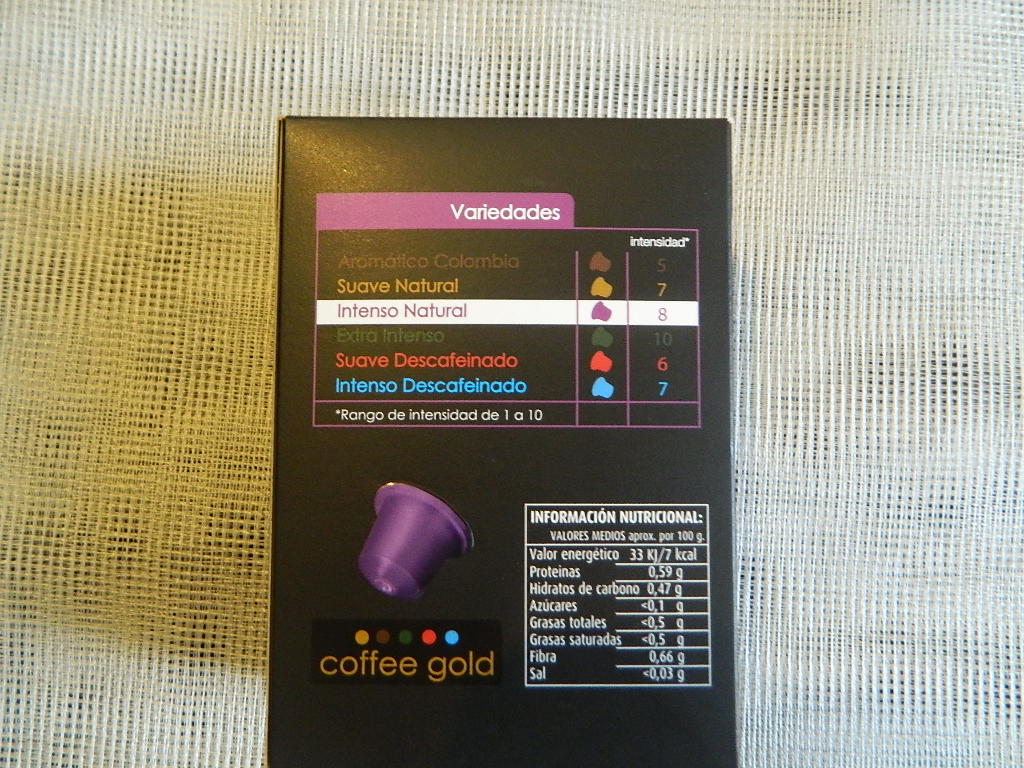 Variedades
intensidad*
Aromático Colombia 5
Suave Natural 7
Intenso Natural 8
Extra Intenso 10
Suave Descafeinado 6
Intenso Descafeinado 7
*Rango de intensidad de 1 a 10
INFORMACIÓN NUTRICIONAL:
VALORES MEDIOS aprox. por 100 g.
Valor energético 33 KJ/7 kcal
Proteinas 0,59 g
Hidratos de carbono 0,47 g
Azúcares <0,1 g
Grasas totales <0,5 g
Grasas saturadas <0,5 g
Fibra 0,66 g
Sal <0,03 g
coffee gold